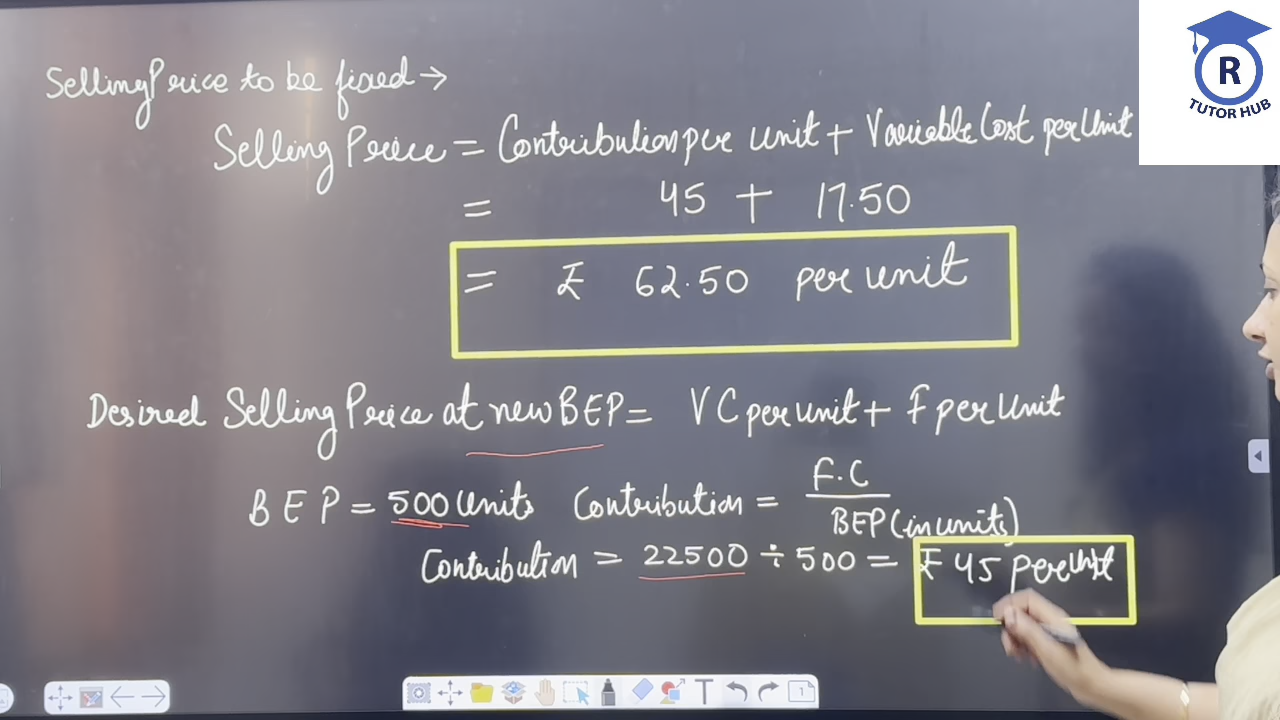 R
TUTOR HUB
Selling Price to be fixed →
Selling Price = Contribution per unit + Variable Cost per Unit
= 45 + 17.50
= ₹ 62.50 per unit
Desired Selling Price at new BEP = VC per unit + F per Unit
BEP = 500 Units Contribution = F.C / BEP (in units)
Contribution = 22500 ÷ 500 = ₹ 45 per unit
T
1